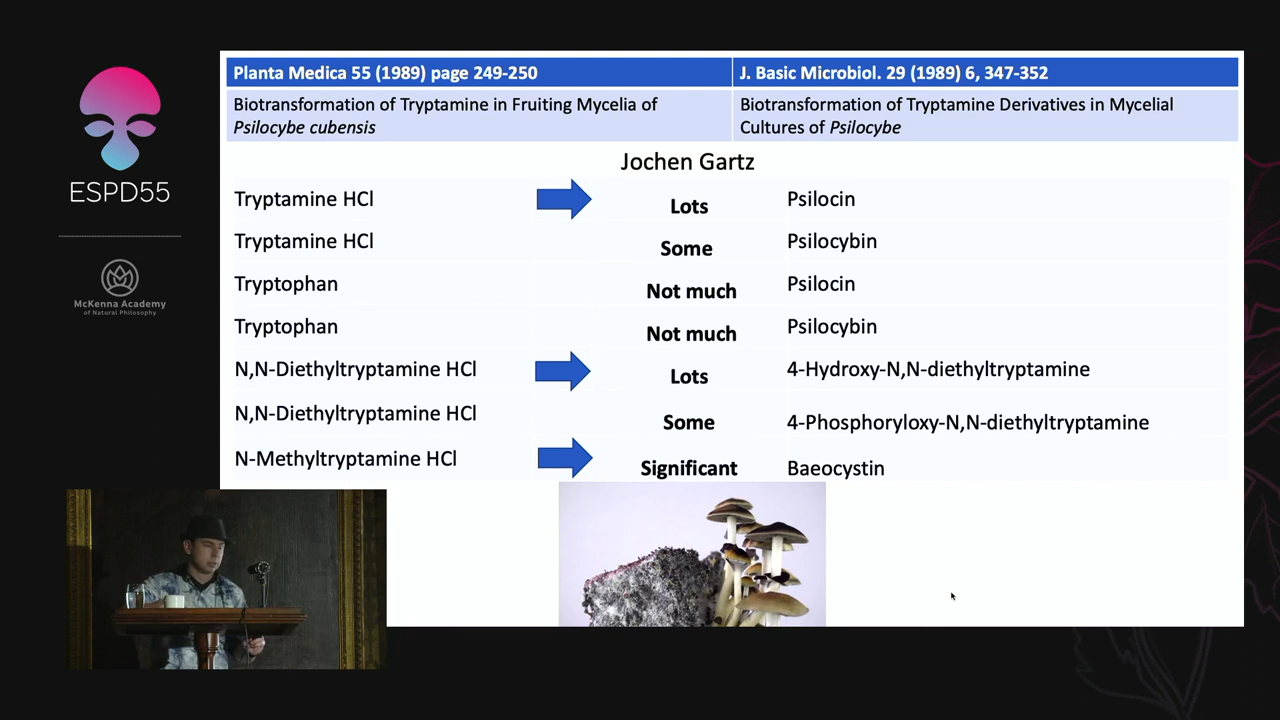 ESPD55
McKenna Academy
of Natural Philosophy
Planta Medica 55 (1989) page 249-250
J. Basic Microbiol. 29 (1989) 6, 347-352
Biotransformation of Tryptamine in Fruiting Mycelia of
Psilocybe cubensis
Biotransformation of Tryptamine Derivatives in Mycelial
Cultures of Psilocybe
Jochen Gartz
Tryptamine HCl Lots Psilocin
Tryptamine HCl Some Psilocybin
Tryptophan Not much Psilocin
Tryptophan Not much Psilocybin
N,N-Diethyltryptamine HCl Lots 4-Hydroxy-N,N-diethyltryptamine
N,N-Diethyltryptamine HCl Some 4-Phosphoryloxy-N,N-diethyltryptamine
N-Methyltryptamine HCl Significant Baeocystin